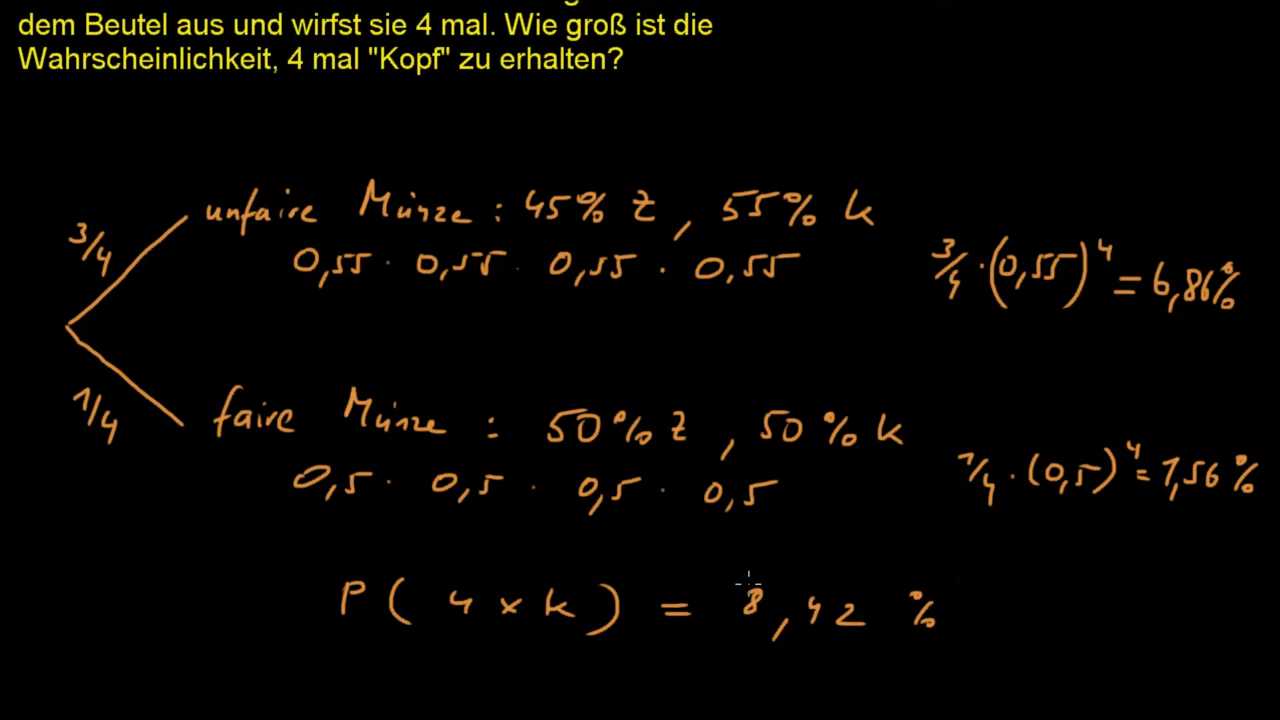 dem Beutel aus und wirfst sie 4 mal. Wie groß ist die
Wahrscheinlichkeit, 4 mal "Kopf" zu erhalten?
3/4
unfaire Münze : 45% Z , 55% K
0,55 · 0,55 · 0,55 · 0,55
3/4 · (0,55)^4 = 6,86%
1/4
faire Münze : 50% Z , 50% K
0,5 · 0,5 · 0,5 · 0,5
1/4 · (0,5)^4 = 1,56%
P ( 4 x K ) = 8,42 %